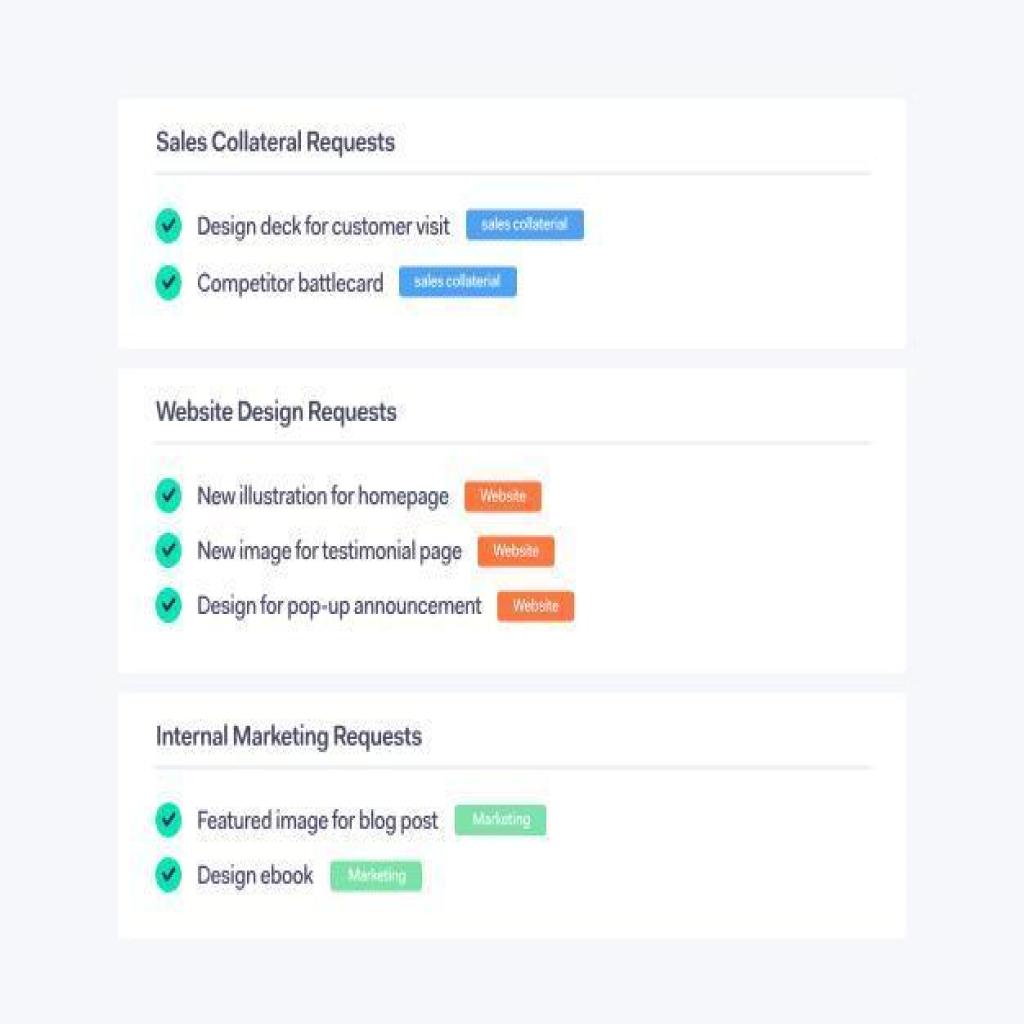 Sales Collateral Requests
Design deck for customer visit sales collaterial
Competitor battlecard sales collaterial
Website Design Requests
New illustration for homepage Website
New image for testimonial page Website
Design for pop-up announcement Website
Internal Marketing Requests
Featured image for blog post Marketing
Design ebook Marketing